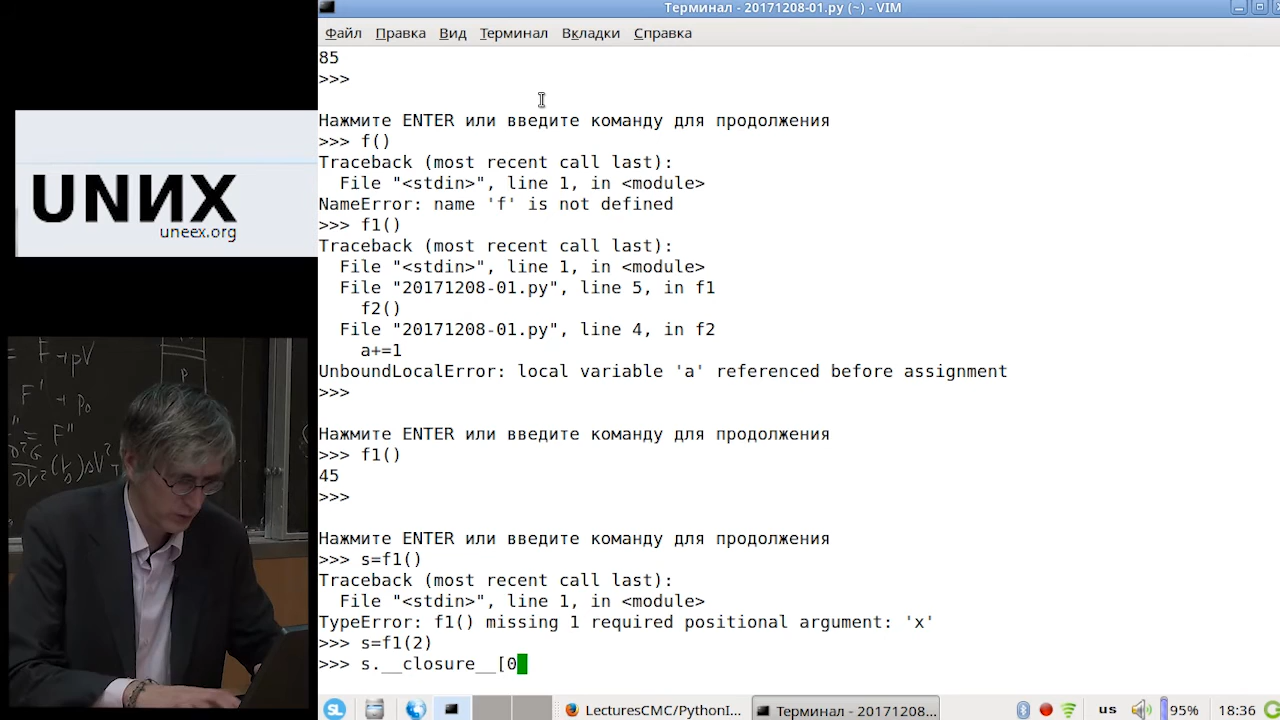 Терминал - 20171208-01.py (~) - VIM
Файл Правка Вид Терминал Вкладки Справка
85
>>>
Нажмите ENTER или введите команду для продолжения
>>> f()
Traceback (most recent call last):
File "<stdin>", line 1, in <module>
NameError: name 'f' is not defined
>>> f1()
Traceback (most recent call last):
File "<stdin>", line 1, in <module>
File "20171208-01.py", line 5, in f1
f2()
File "20171208-01.py", line 4, in f2
a+=1
UnboundLocalError: local variable 'a' referenced before assignment
>>>
Нажмите ENTER или введите команду для продолжения
>>> f1()
45
>>>
Нажмите ENTER или введите команду для продолжения
>>> s=f1()
Traceback (most recent call last):
File "<stdin>", line 1, in <module>
TypeError: f1() missing 1 required positional argument: 'x'
>>> s=f1(2)
>>> s.__closure__[0
LecturesCMC/PythonI...
Терминал - 20171208...
us
95%
18:36
UNИX
uneex.org